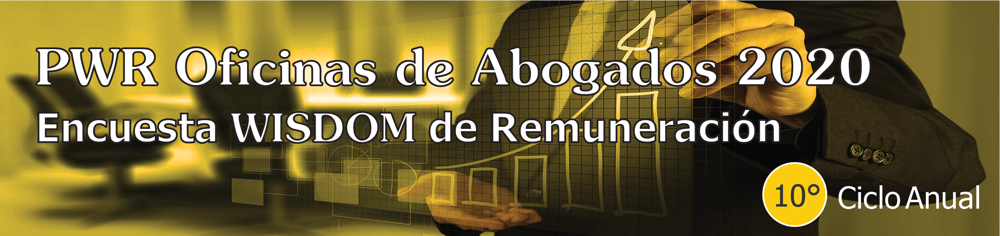 PWR Oficinas de Abogados 2020
Encuesta WISDOM de Remuneración
10° Ciclo Anual